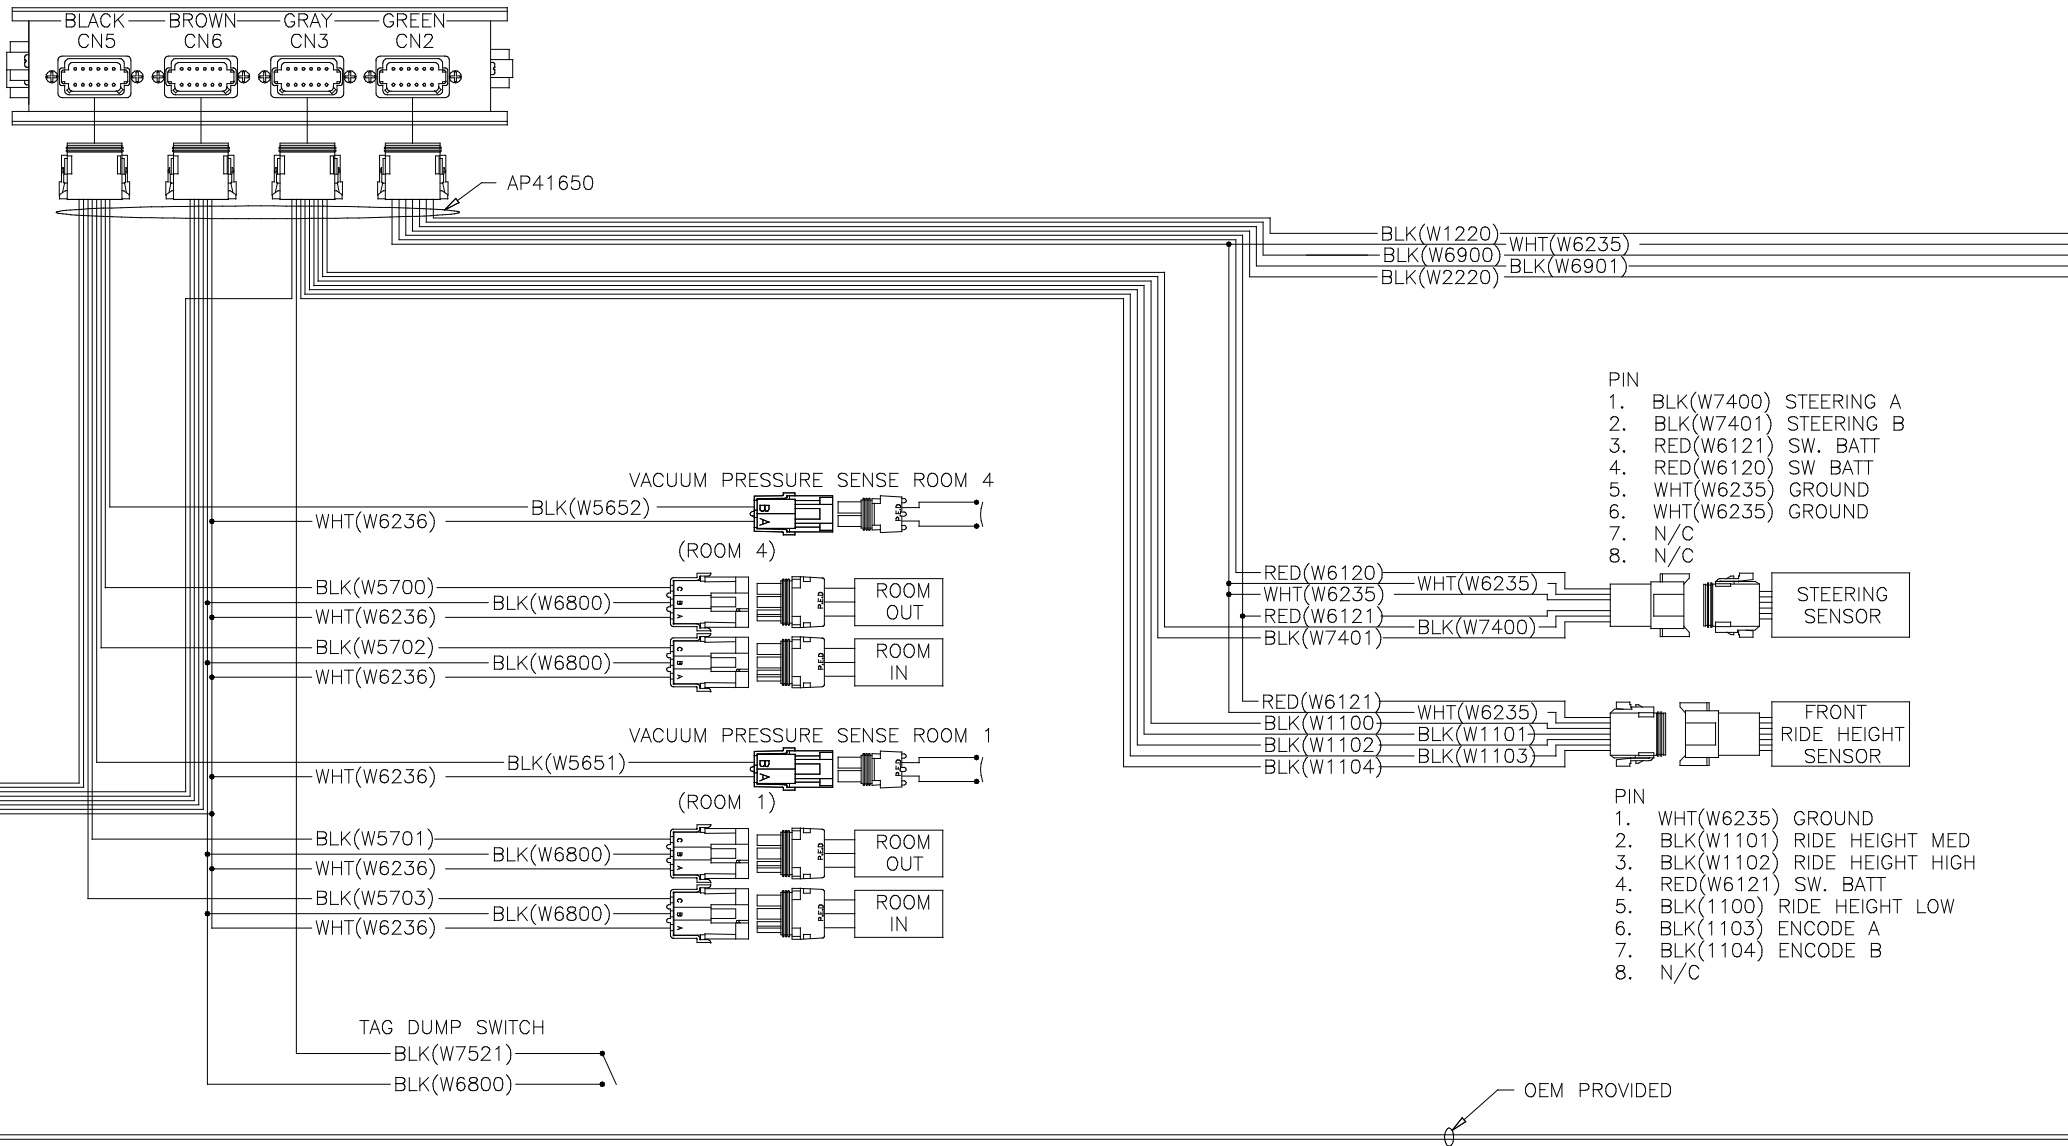 BLACK BROWN GRAY GREEN
CN5 CN6 CN3 CN2
AP41650
BLK(W1220)
WHT(W6235)
BLK(W6900)
BLK(W6901)
BLK(W2220)
PIN
1. BLK(W7400) STEERING A
2. BLK(W7401) STEERING B
3. RED(W6121) SW. BATT
4. RED(W6120) SW BATT
5. WHT(W6235) GROUND
6. WHT(W6235) GROUND
7. N/C
8. N/C
VACUUM PRESSURE SENSE ROOM 4
BLK(W5652)
WHT(W6236)
B
A
P.E.D
(ROOM 4)
BLK(W5700)
BLK(W6800)
WHT(W6236)
C
B
A
P.E.D
ROOM
OUT
BLK(W5702)
BLK(W6800)
WHT(W6236)
C
B
A
P.E.D
ROOM
IN
RED(W6120)
WHT(W6235)
WHT(W6235)
RED(W6121)
BLK(W7400)
BLK(W7401)
STEERING
SENSOR
VACUUM PRESSURE SENSE ROOM 1
BLK(W5651)
WHT(W6236)
B
A
P.E.D
(ROOM 1)
BLK(W5701)
BLK(W6800)
WHT(W6236)
C
B
A
P.E.D
ROOM
OUT
BLK(W5703)
BLK(W6800)
WHT(W6236)
C
B
A
P.E.D
ROOM
IN
RED(W6121)
WHT(W6235)
BLK(W1100)
BLK(W1101)
BLK(W1102)
BLK(W1103)
BLK(W1104)
FRONT
RIDE HEIGHT
SENSOR
PIN
1. WHT(W6235) GROUND
2. BLK(W1101) RIDE HEIGHT MED
3. BLK(W1102) RIDE HEIGHT HIGH
4. RED(W6121) SW. BATT
5. BLK(1100) RIDE HEIGHT LOW
6. BLK(1103) ENCODE A
7. BLK(1104) ENCODE B
8. N/C
TAG DUMP SWITCH
BLK(W7521)
BLK(W6800)
OEM PROVIDED